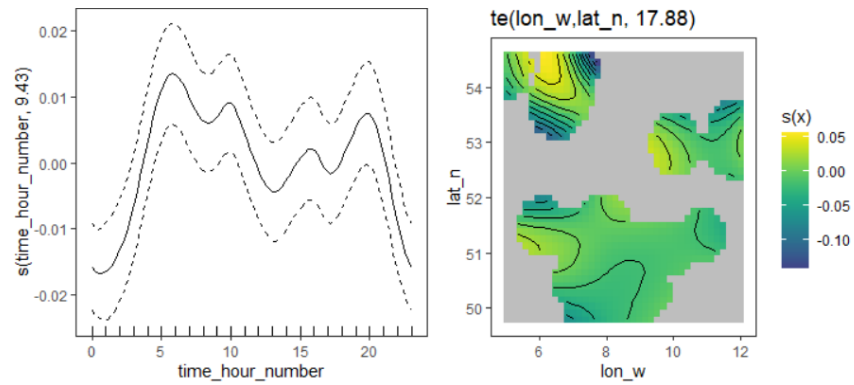 s(time_hour_number, 9.43)
0.02
0.01
0.00
-0.01
-0.02
0 5 10 15 20
time_hour_number
te(lon_w,lat_n, 17.88)
lat_n
54
53
52
51
50
6 8 10 12
lon_w
s(x)
0.05
0.00
-0.05
-0.10